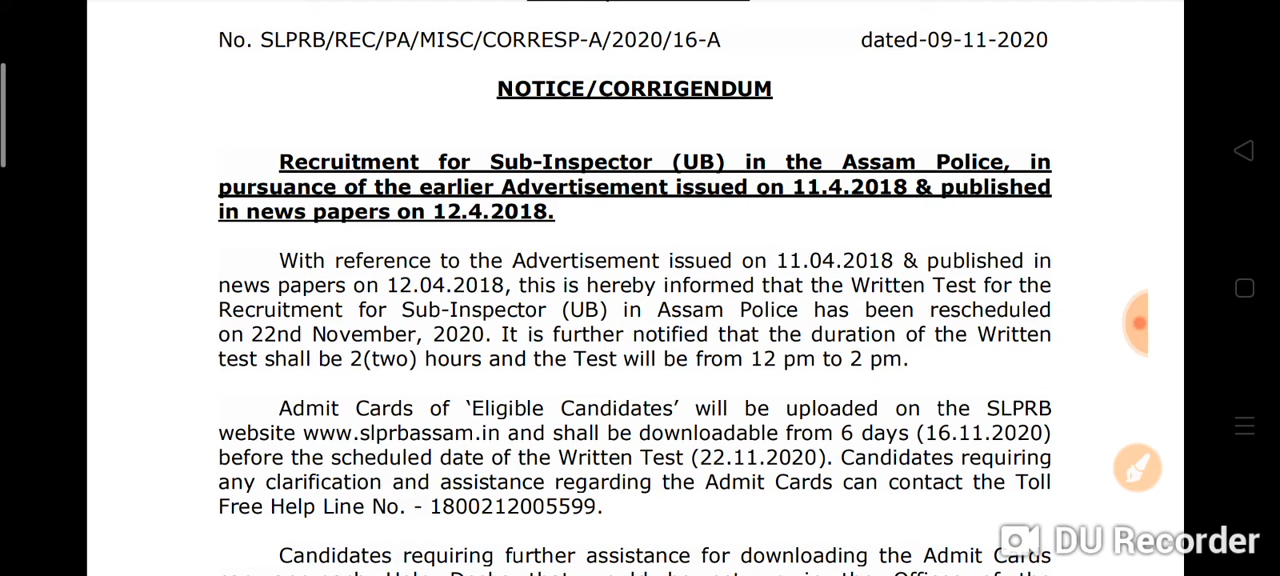 No. SLPRB/REC/PA/MISC/CORRESP-A/2020/16-A dated-09-11-2020
NOTICE/CORRIGENDUM
Recruitment for Sub-Inspector (UB) in the Assam Police, in
pursuance of the earlier Advertisement issued on 11.4.2018 & published
in news papers on 12.4.2018.
With reference to the Advertisement issued on 11.04.2018 & published in
news papers on 12.04.2018, this is hereby informed that the Written Test for the
Recruitment for Sub-Inspector (UB) in Assam Police has been rescheduled
on 22nd November, 2020. It is further notified that the duration of the Written
test shall be 2(two) hours and the Test will be from 12 pm to 2 pm.
Admit Cards of ‘Eligible Candidates’ will be uploaded on the SLPRB
website www.slprbassam.in and shall be downloadable from 6 days (16.11.2020)
before the scheduled date of the Written Test (22.11.2020). Candidates requiring
any clarification and assistance regarding the Admit Cards can contact the Toll
Free Help Line No. - 1800212005599.
Candidates requiring further assistance for downloading the Admit Cards
DU Recorder